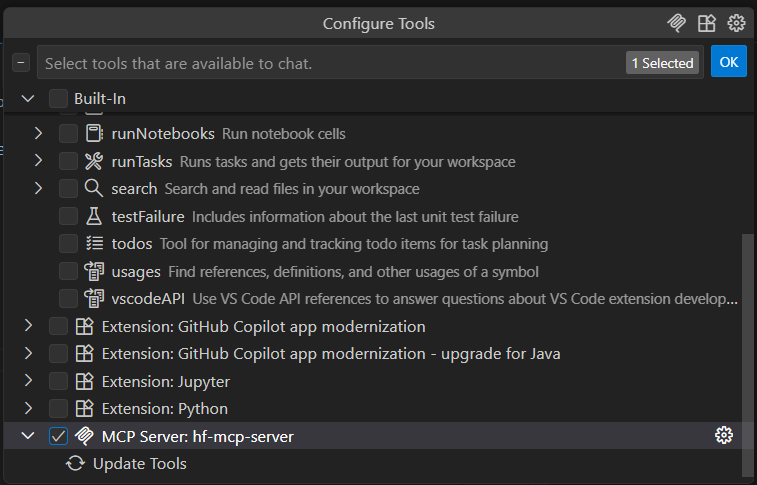 Configure Tools
Select tools that are available to chat.
1 Selected
OK
Built-In
runNotebooks Run notebook cells
runTasks Runs tasks and gets their output for your workspace
search Search and read files in your workspace
testFailure Includes information about the last unit test failure
todos Tool for managing and tracking todo items for task planning
usages Find references, definitions, and other usages of a symbol
vscodeAPI Use VS Code API references to answer questions about VS Code extension develop...
Extension: GitHub Copilot app modernization
Extension: GitHub Copilot app modernization - upgrade for Java
Extension: Jupyter
Extension: Python
MCP Server: hf-mcp-server
Update Tools